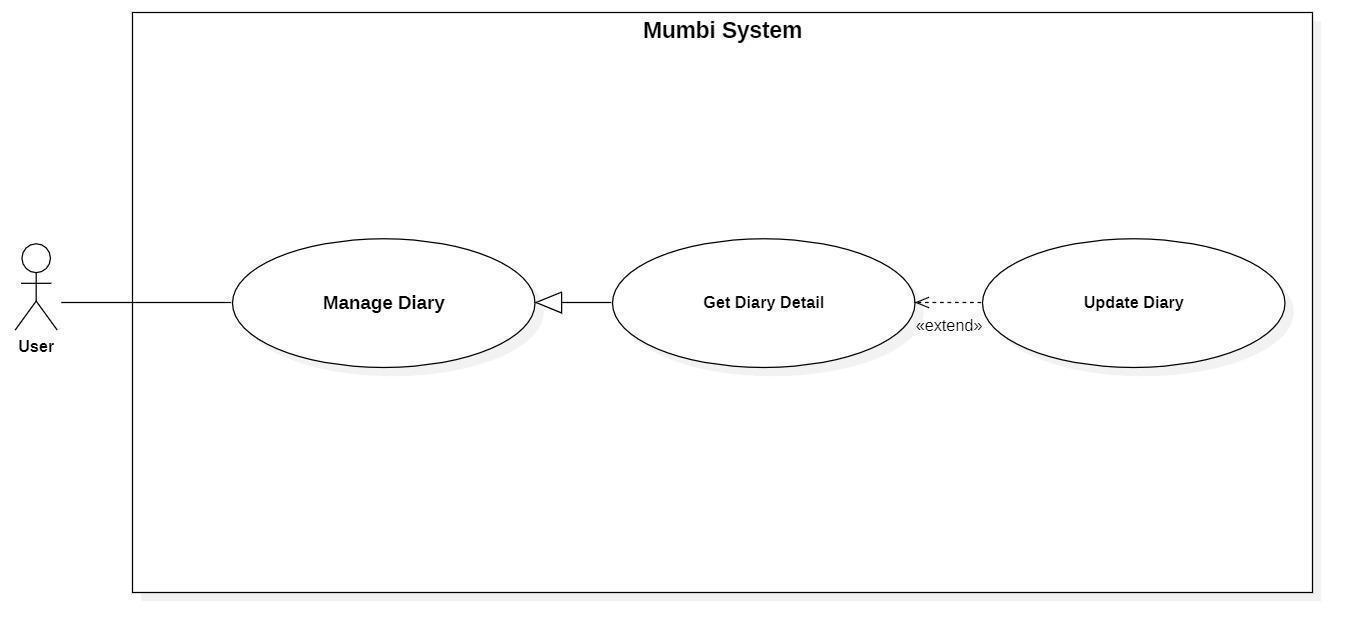 Mumbi System
Manage Diary
Get Diary Detail
Update Diary
«extend»
User